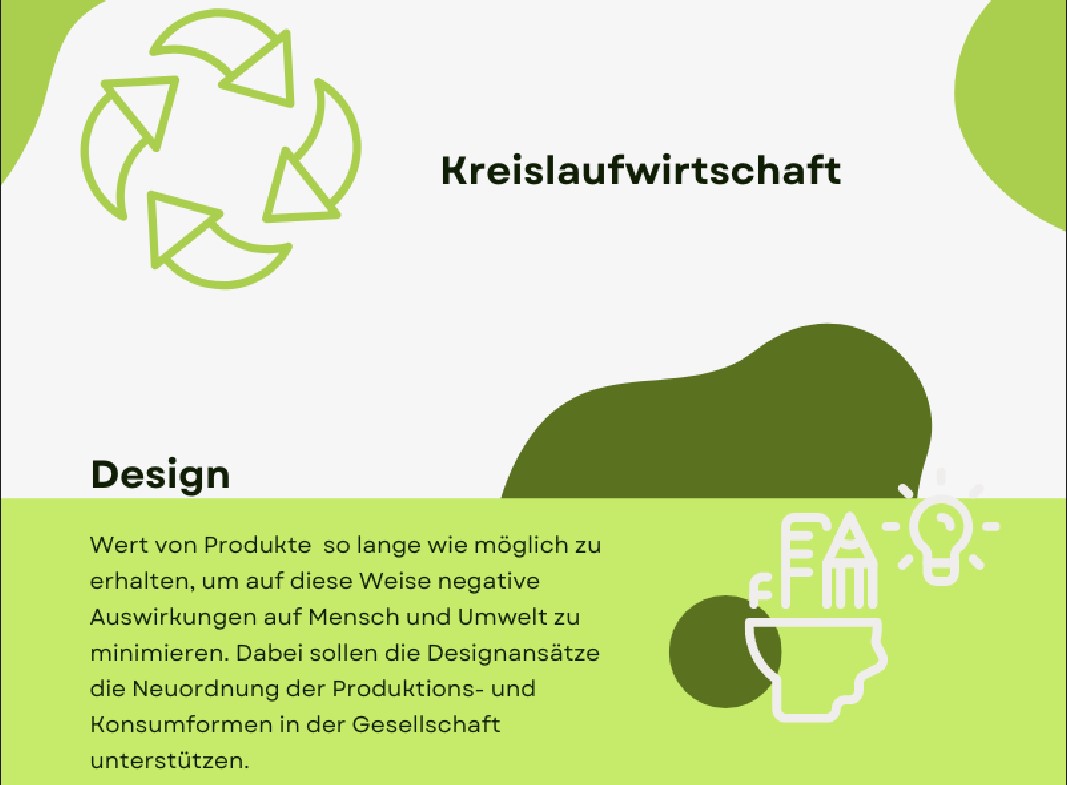 Kreislaufwirtschaft
Design
Wert von Produkte  so lange wie möglich zu
erhalten, um auf diese Weise negative
Auswirkungen auf Mensch und Umwelt zu
minimieren. Dabei sollen die Designansätze
die Neuordnung der Produktions- und
Konsumformen in der Gesellschaft
unterstützen.